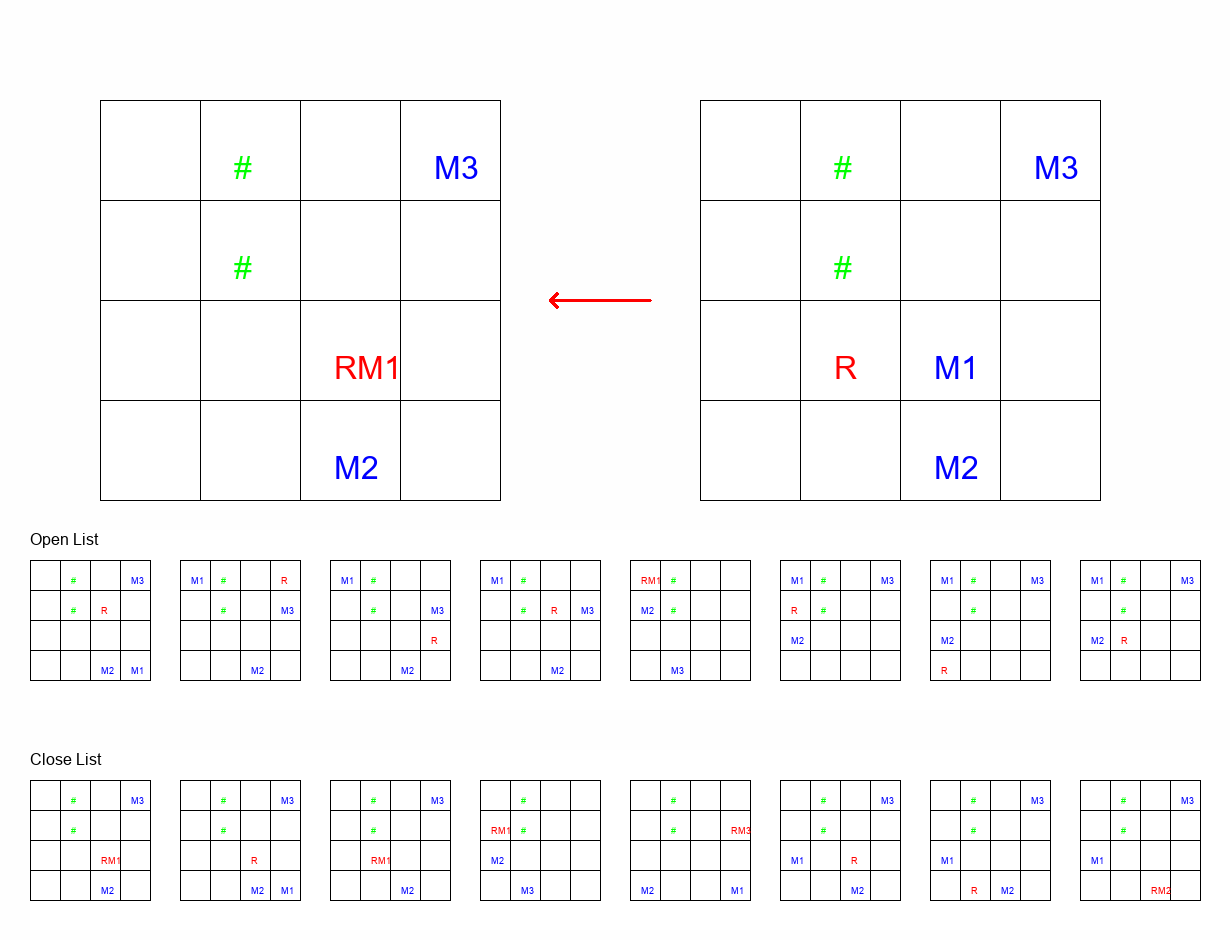 # M3 # M3
# #
RM1 R M1
M2 M2
Open List
# M3 M1 # R M1 # M1 # RM1 # M1 # M3 M1 # M3 M1 # M3
# R # M3 # M3 # R M3 M2 # R # # #
R M2 M2 M2 R
M2 M1 M2 M2 M2 M3 R
Close List
# M3 # M3 # M3 # # # M3 # M3 # M3
# # # RM1 # # RM3 # # #
RM1 R RM1 M2 M1 R M1 M1
M2 M2 M1 M2 M3 M2 M1 M2 R M2 RM2